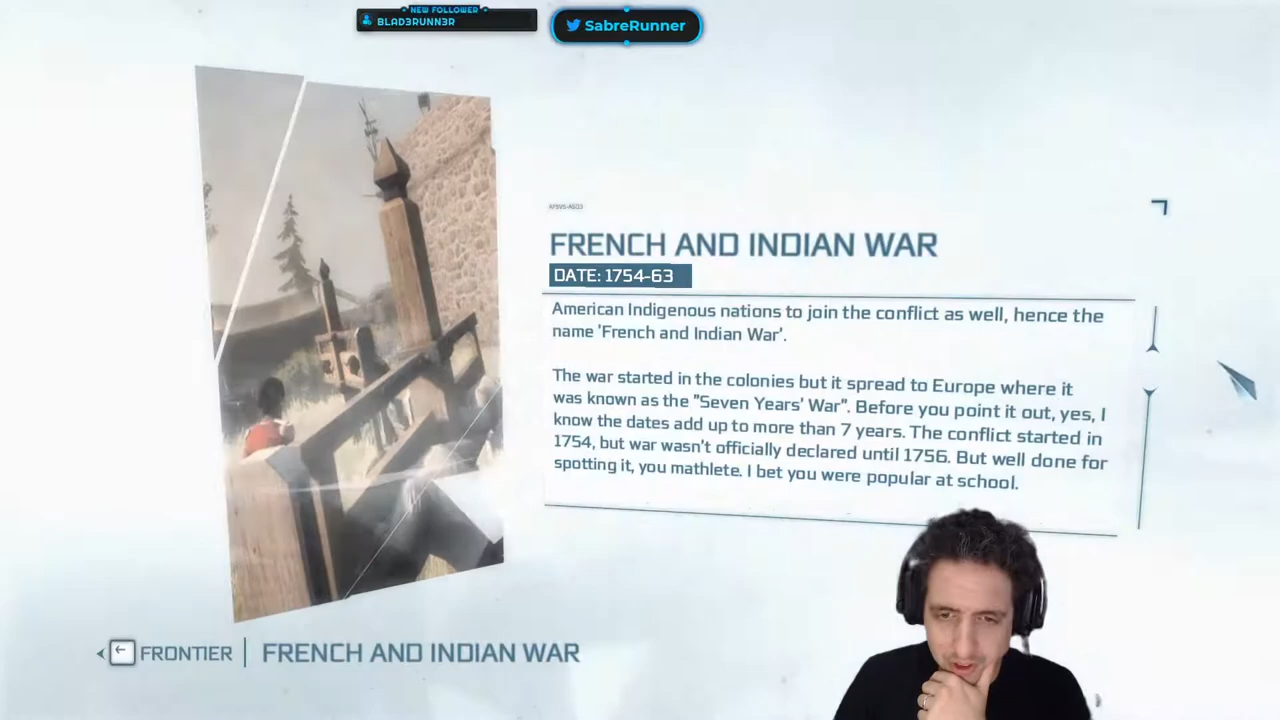 NEW FOLLOWER
BLAD3RUNN3R
SabreRunner
FRENCH AND INDIAN WAR
DATE: 1754-63
American Indigenous nations to join the conflict as well, hence the
name 'French and Indian War'.
The war started in the colonies but it spread to Europe where it
was known as the "Seven Years' War". Before you point it out, yes, I
know the dates add up to more than 7 years. The conflict started in
1754, but war wasn't officially declared until 1756. But well done for
spotting it, you mathlete. I bet you were popular at school.
FRONTIER
FRENCH AND INDIAN WAR